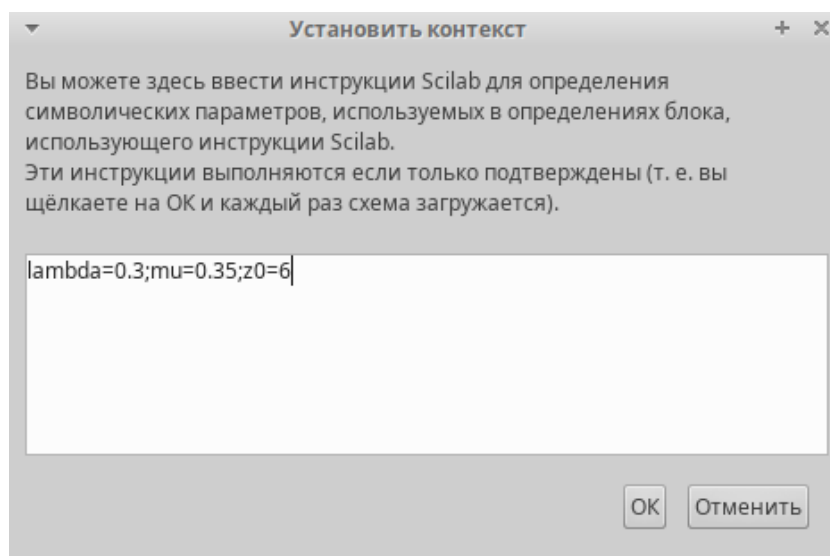 Установить контекст
Вы можете здесь ввести инструкции Scilab для определения
символических параметров, используемых в определениях блока,
использующего инструкции Scilab.
Эти инструкции выполняются если только подтверждены (т. е. вы
щёлкаете на ОК и каждый раз схема загружается).
lambda=0.3;mu=0.35;z0=6
ОК Отменить